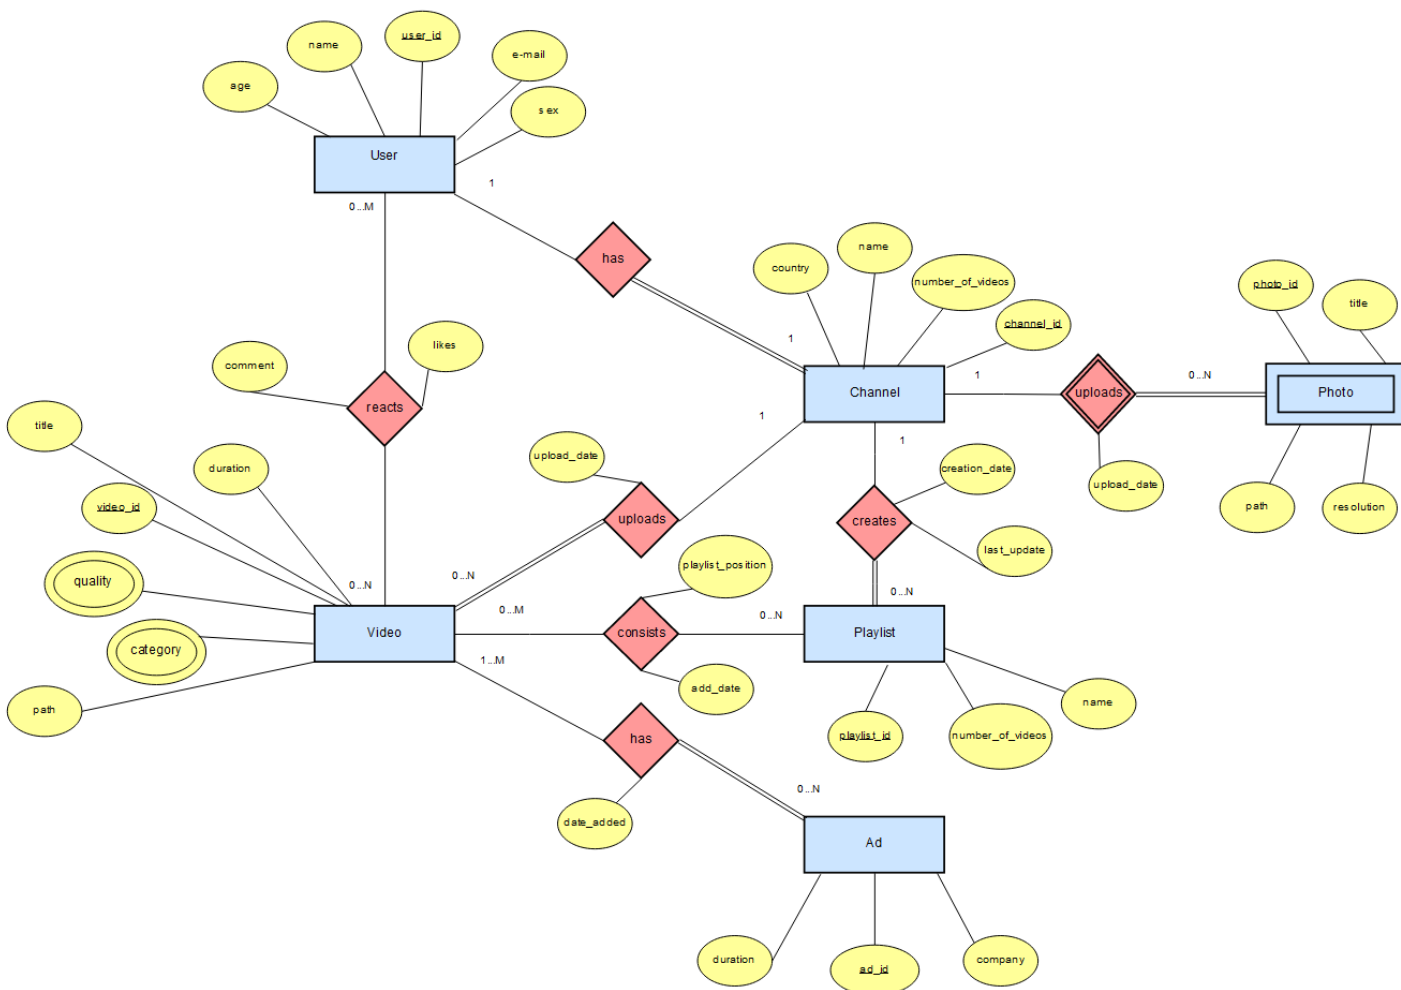 user_id
name
e-mail
age
sex
User
1
0...M
has
name
country
number_of_videos
photo_id
title
channel_id
1
likes
comment
Channel
1
uploads
0...N
Photo
reacts
title
1
1
upload_date
creation_date
upload_date
duration
path
resolution
video_id
uploads
creates
last_update
playlist_position
quality
0...N
0...N
0...N
0...M
0...N
Video
consists
Playlist
category
1...M
add_date
path
name
playlist_id
number_of_videos
has
0...N
date_added
Ad
duration
ad_id
company